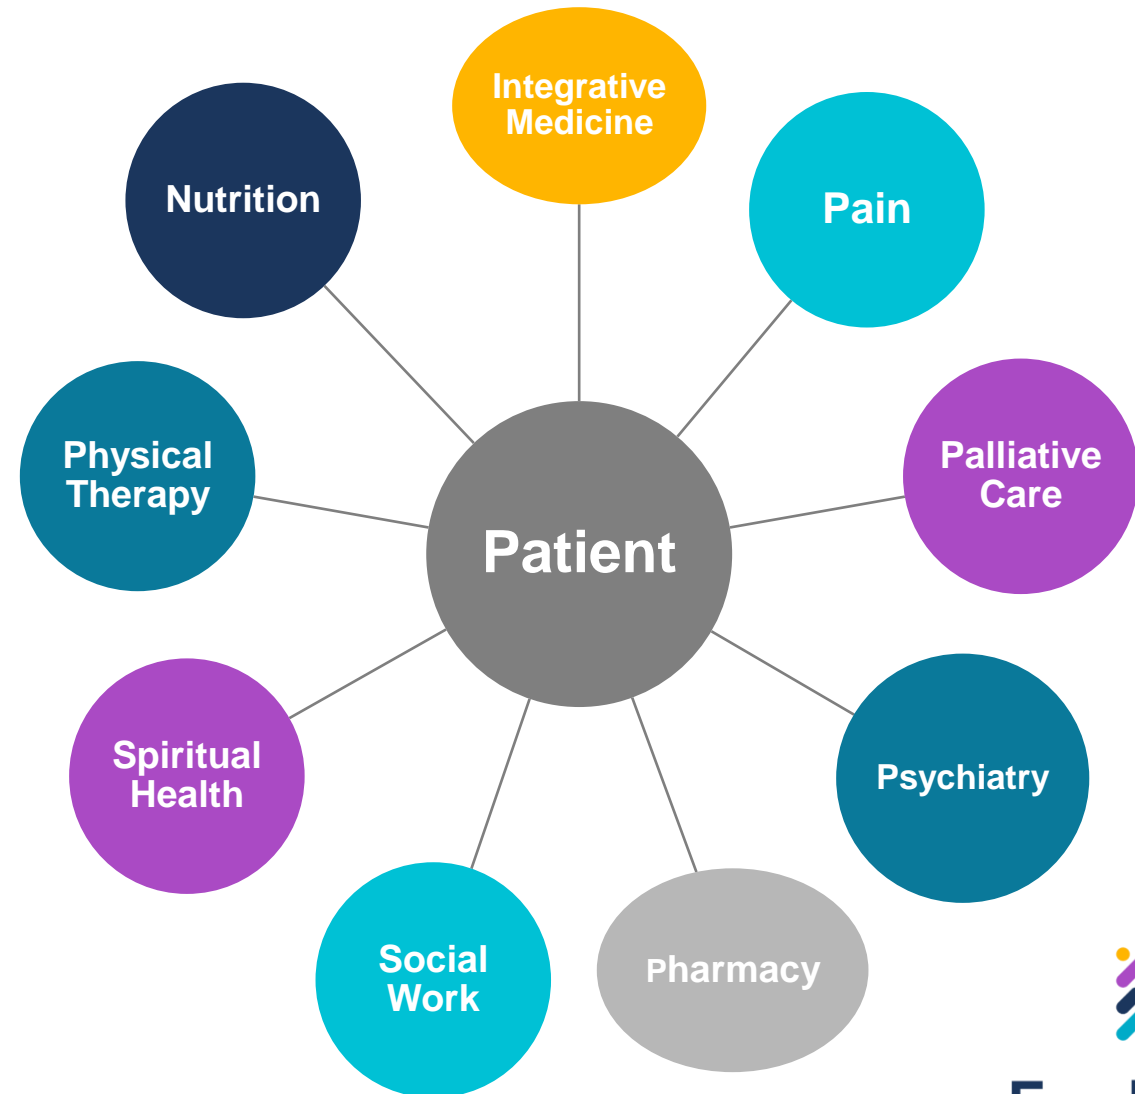 Integrative
Medicine
Nutrition
Pain
Physical
Therapy
Palliative
Care
Patient
Spiritual
Health
Psychiatry
Social
Work
Pharmacy